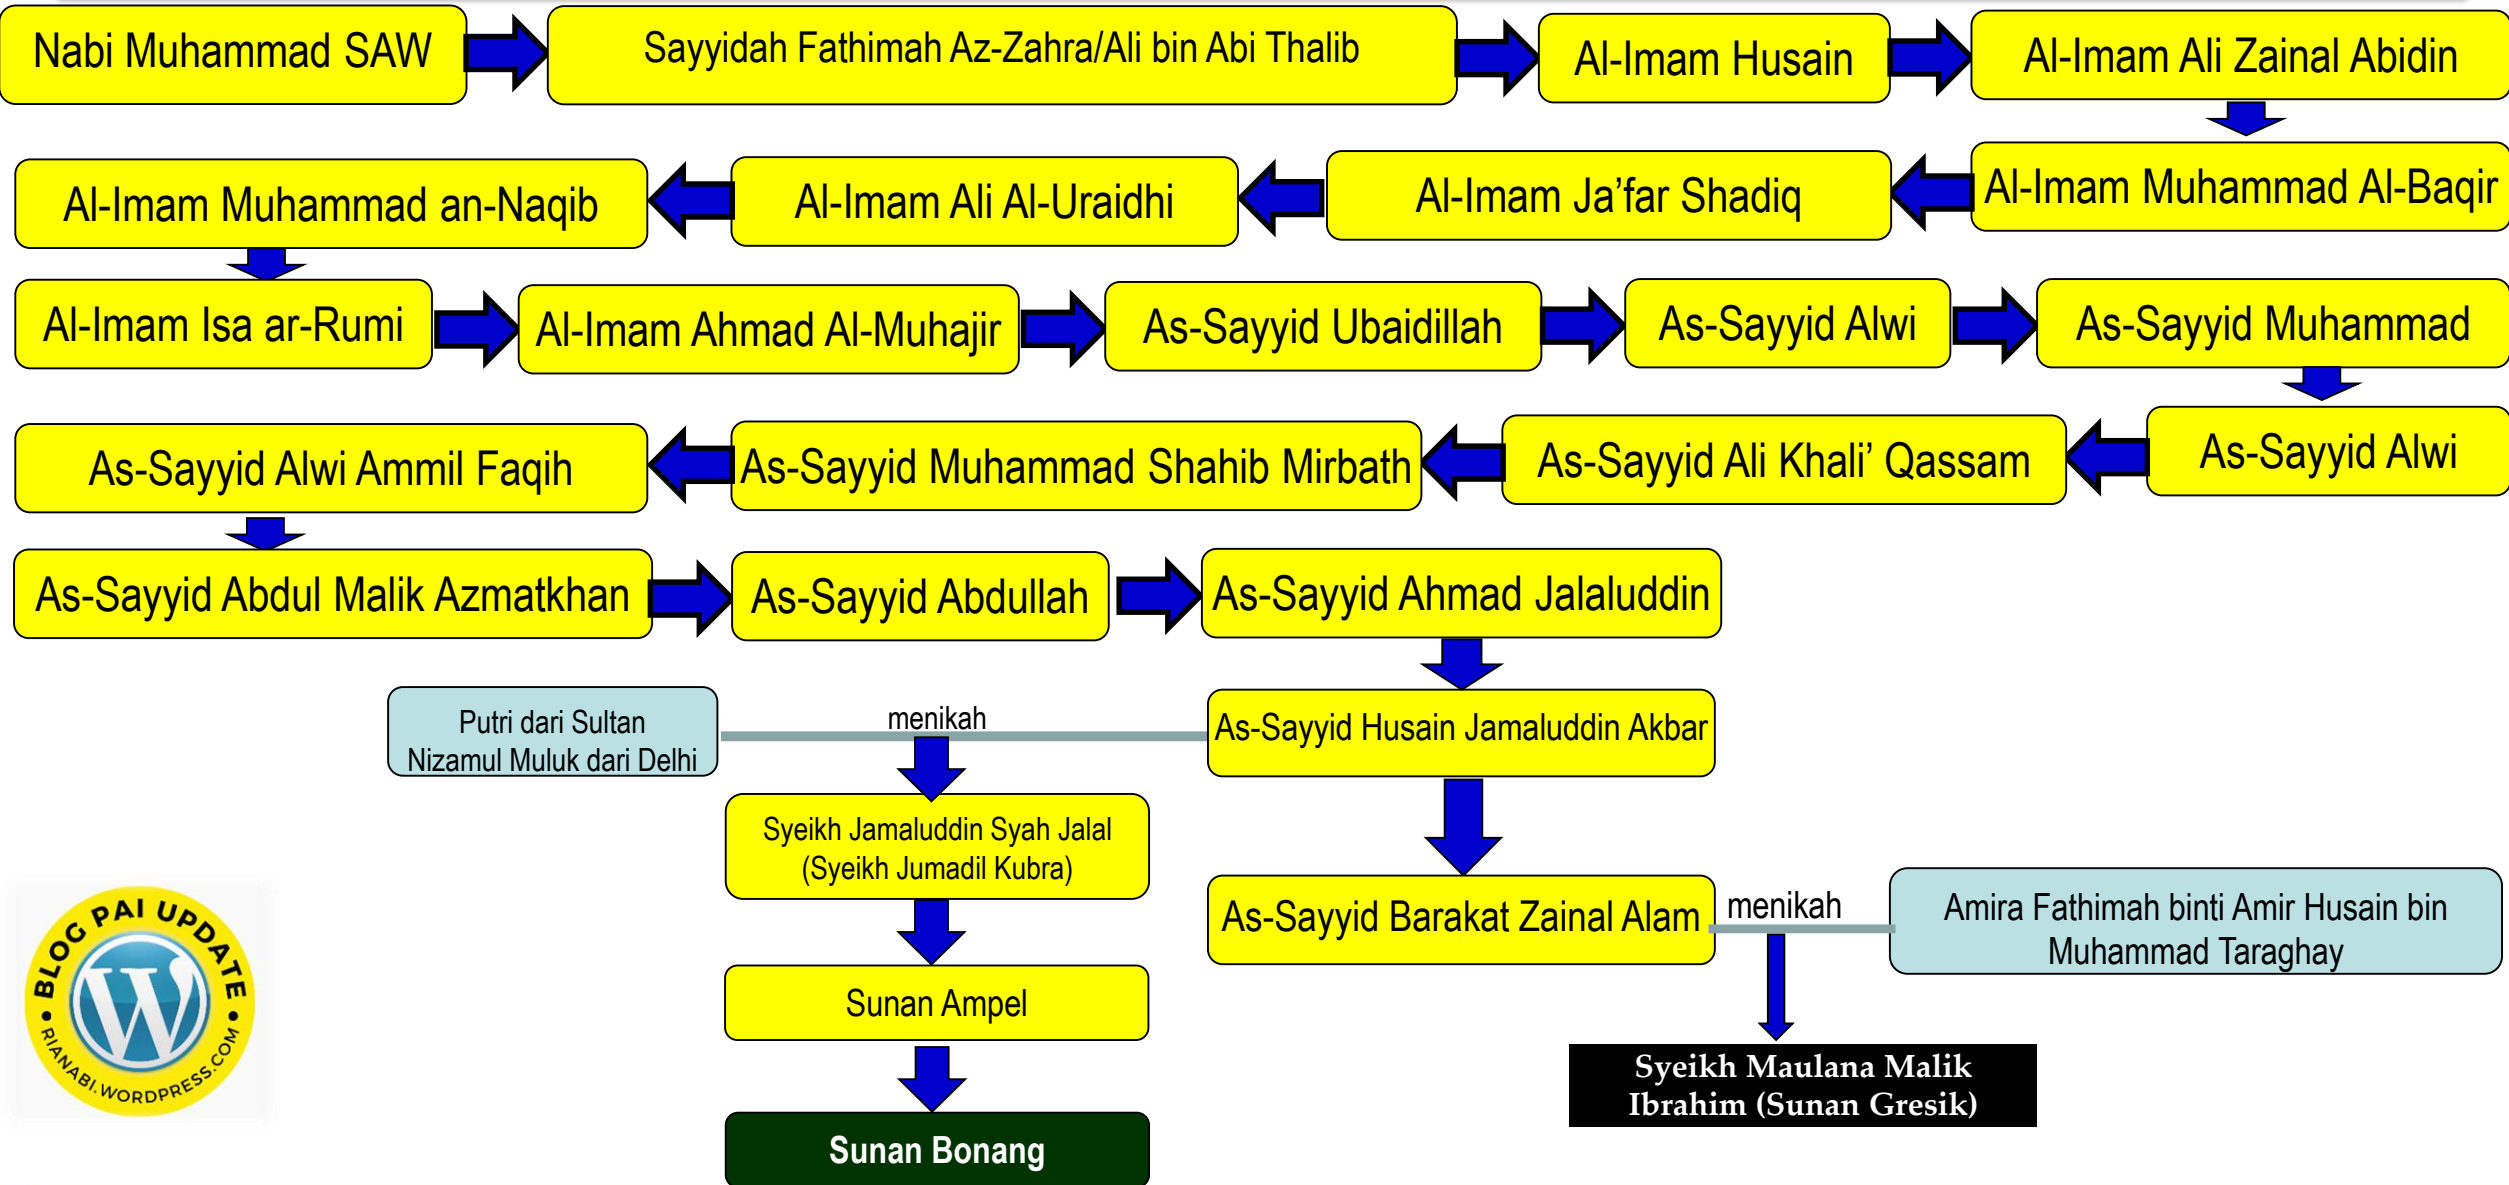 Nabi Muhammad SAW
Sayyidah Fathimah Az-Zahra/Ali bin Abi Thalib
Al-Imam Husain
Al-Imam Ali Zainal Abidin
Al-Imam Muhammad Al-Baqir
Al-Imam Ja’far Shadiq
Al-Imam Ali Al-Uraidhi
Al-Imam Muhammad an-Naqib
Al-Imam Isa ar-Rumi
Al-Imam Ahmad Al-Muhajir
As-Sayyid Ubaidillah
As-Sayyid Alwi
As-Sayyid Muhammad
As-Sayyid Alwi
As-Sayyid Ali Khali’ Qassam
As-Sayyid Muhammad Shahib Mirbath
As-Sayyid Alwi Ammil Faqih
As-Sayyid Abdul Malik Azmatkhan
As-Sayyid Abdullah
As-Sayyid Ahmad Jalaluddin
As-Sayyid Husain Jamaluddin Akbar
menikah
Putri dari Sultan
Nizamul Muluk dari Delhi
Syeikh Jamaluddin Syah Jalal
(Syeikh Jumadil Kubra)
Sunan Ampel
Sunan Bonang
As-Sayyid Barakat Zainal Alam
menikah
Amira Fathimah binti Amir Husain bin
Muhammad Taraghay
Syeikh Maulana Malik
Ibrahim (Sunan Gresik)
BLOG PAI UPDATE
RIANABI.WORDPRESS.COM